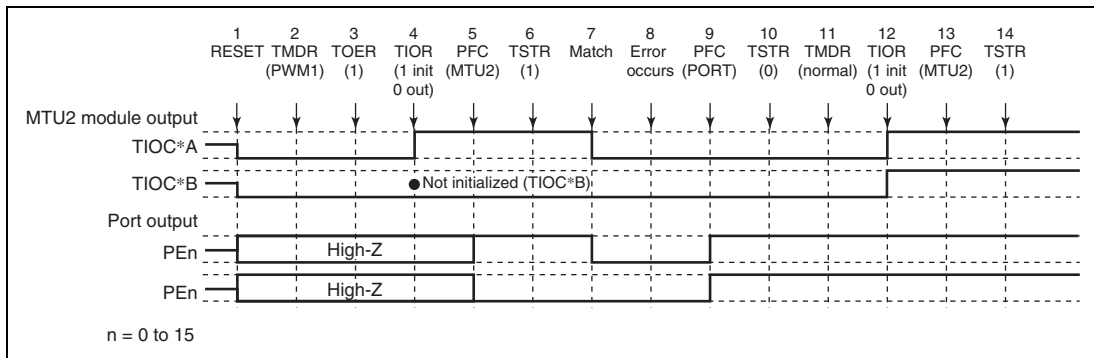 1 2 3 4 5 6 7 8 9 10 11 12 13 14
RESET TMDR TOER TIOR PFC TSTR Match Error PFC TSTR TMDR TIOR PFC TSTR
(PWM1) (1) (1 init (MTU2) (1) occurs (PORT) (0) (normal) (1 init (MTU2) (1)
0 out) 0 out)
MTU2 module output
TIOC*A
TIOC*B Not initialized (TIOC*B)
Port output
PEn High-Z
PEn High-Z
n = 0 to 15